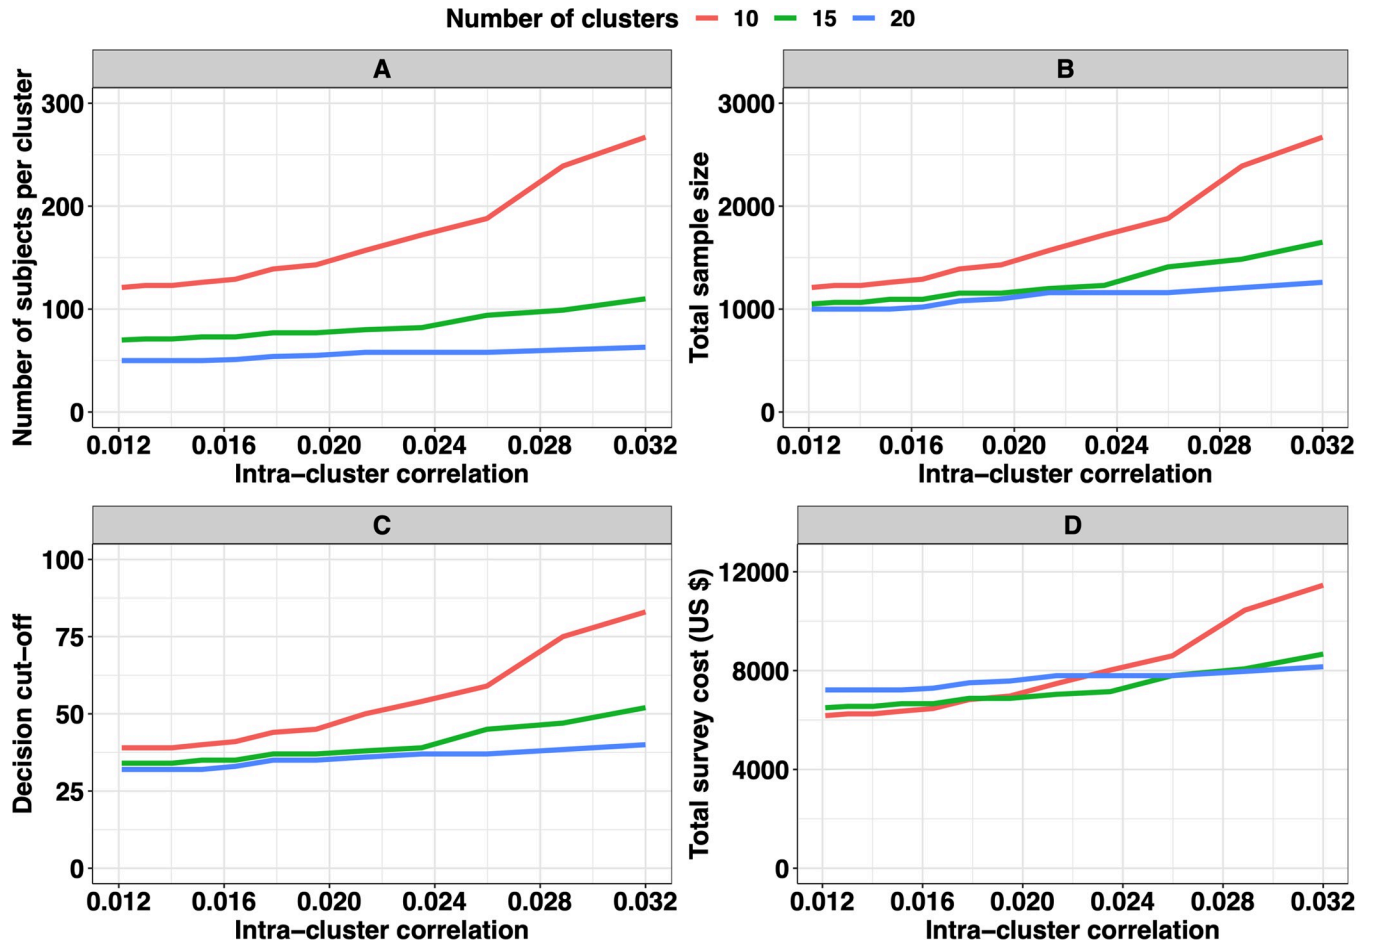 Number of clusters 10 15 20
A
Number of subjects per cluster
300
200
100
0
0.012 0.016 0.020 0.024 0.028 0.032
Intra−cluster correlation
B
Total sample size
3000
2000
1000
0
0.012 0.016 0.020 0.024 0.028 0.032
Intra−cluster correlation
C
Decision cut−off
100
75
50
25
0
0.012 0.016 0.020 0.024 0.028 0.032
Intra−cluster correlation
D
Total survey cost (US $)
12000
8000
4000
0
0.012 0.016 0.020 0.024 0.028 0.032
Intra−cluster correlation